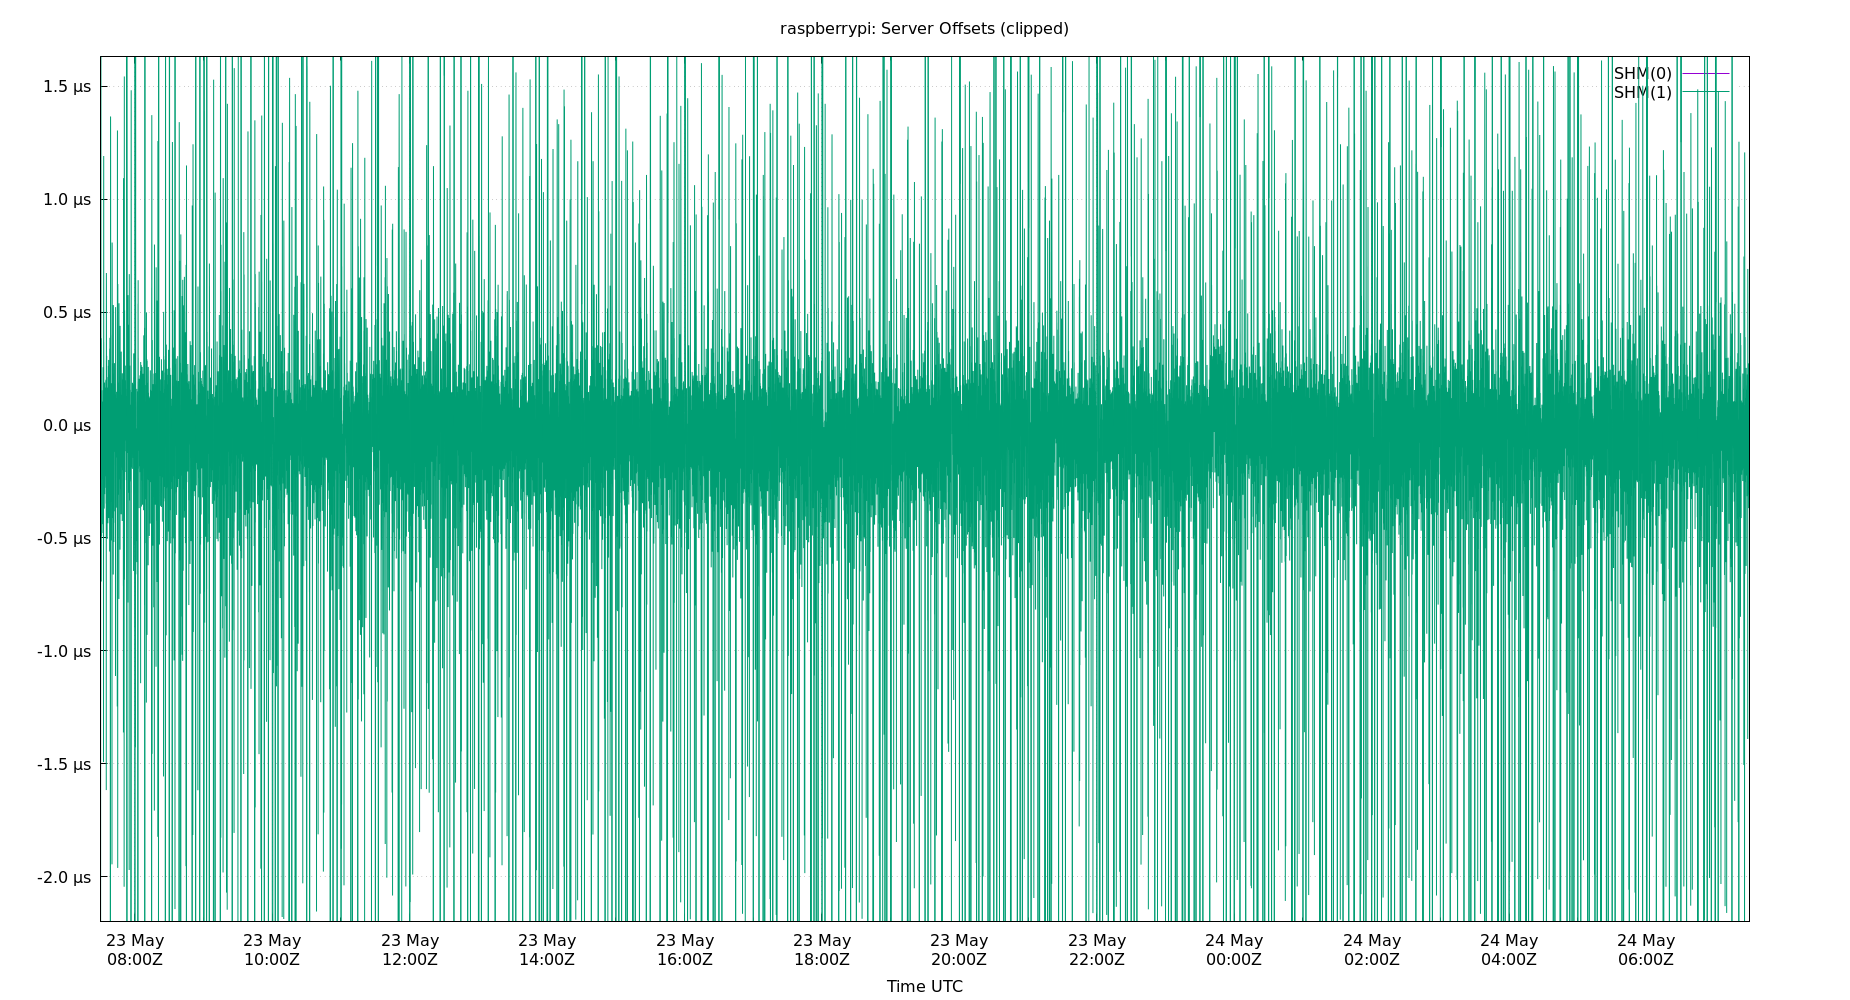 raspberrypi: Server Offsets (clipped)
SHM(0)
SHM(1)
1.5 µs
1.0 µs
0.5 µs
0.0 µs
-0.5 µs
-1.0 µs
-1.5 µs
-2.0 µs
23 May 23 May 23 May 23 May 23 May 23 May 23 May 23 May 24 May 24 May 24 May 24 May
08:00Z 10:00Z 12:00Z 14:00Z 16:00Z 18:00Z 20:00Z 22:00Z 00:00Z 02:00Z 04:00Z 06:00Z
Time UTC